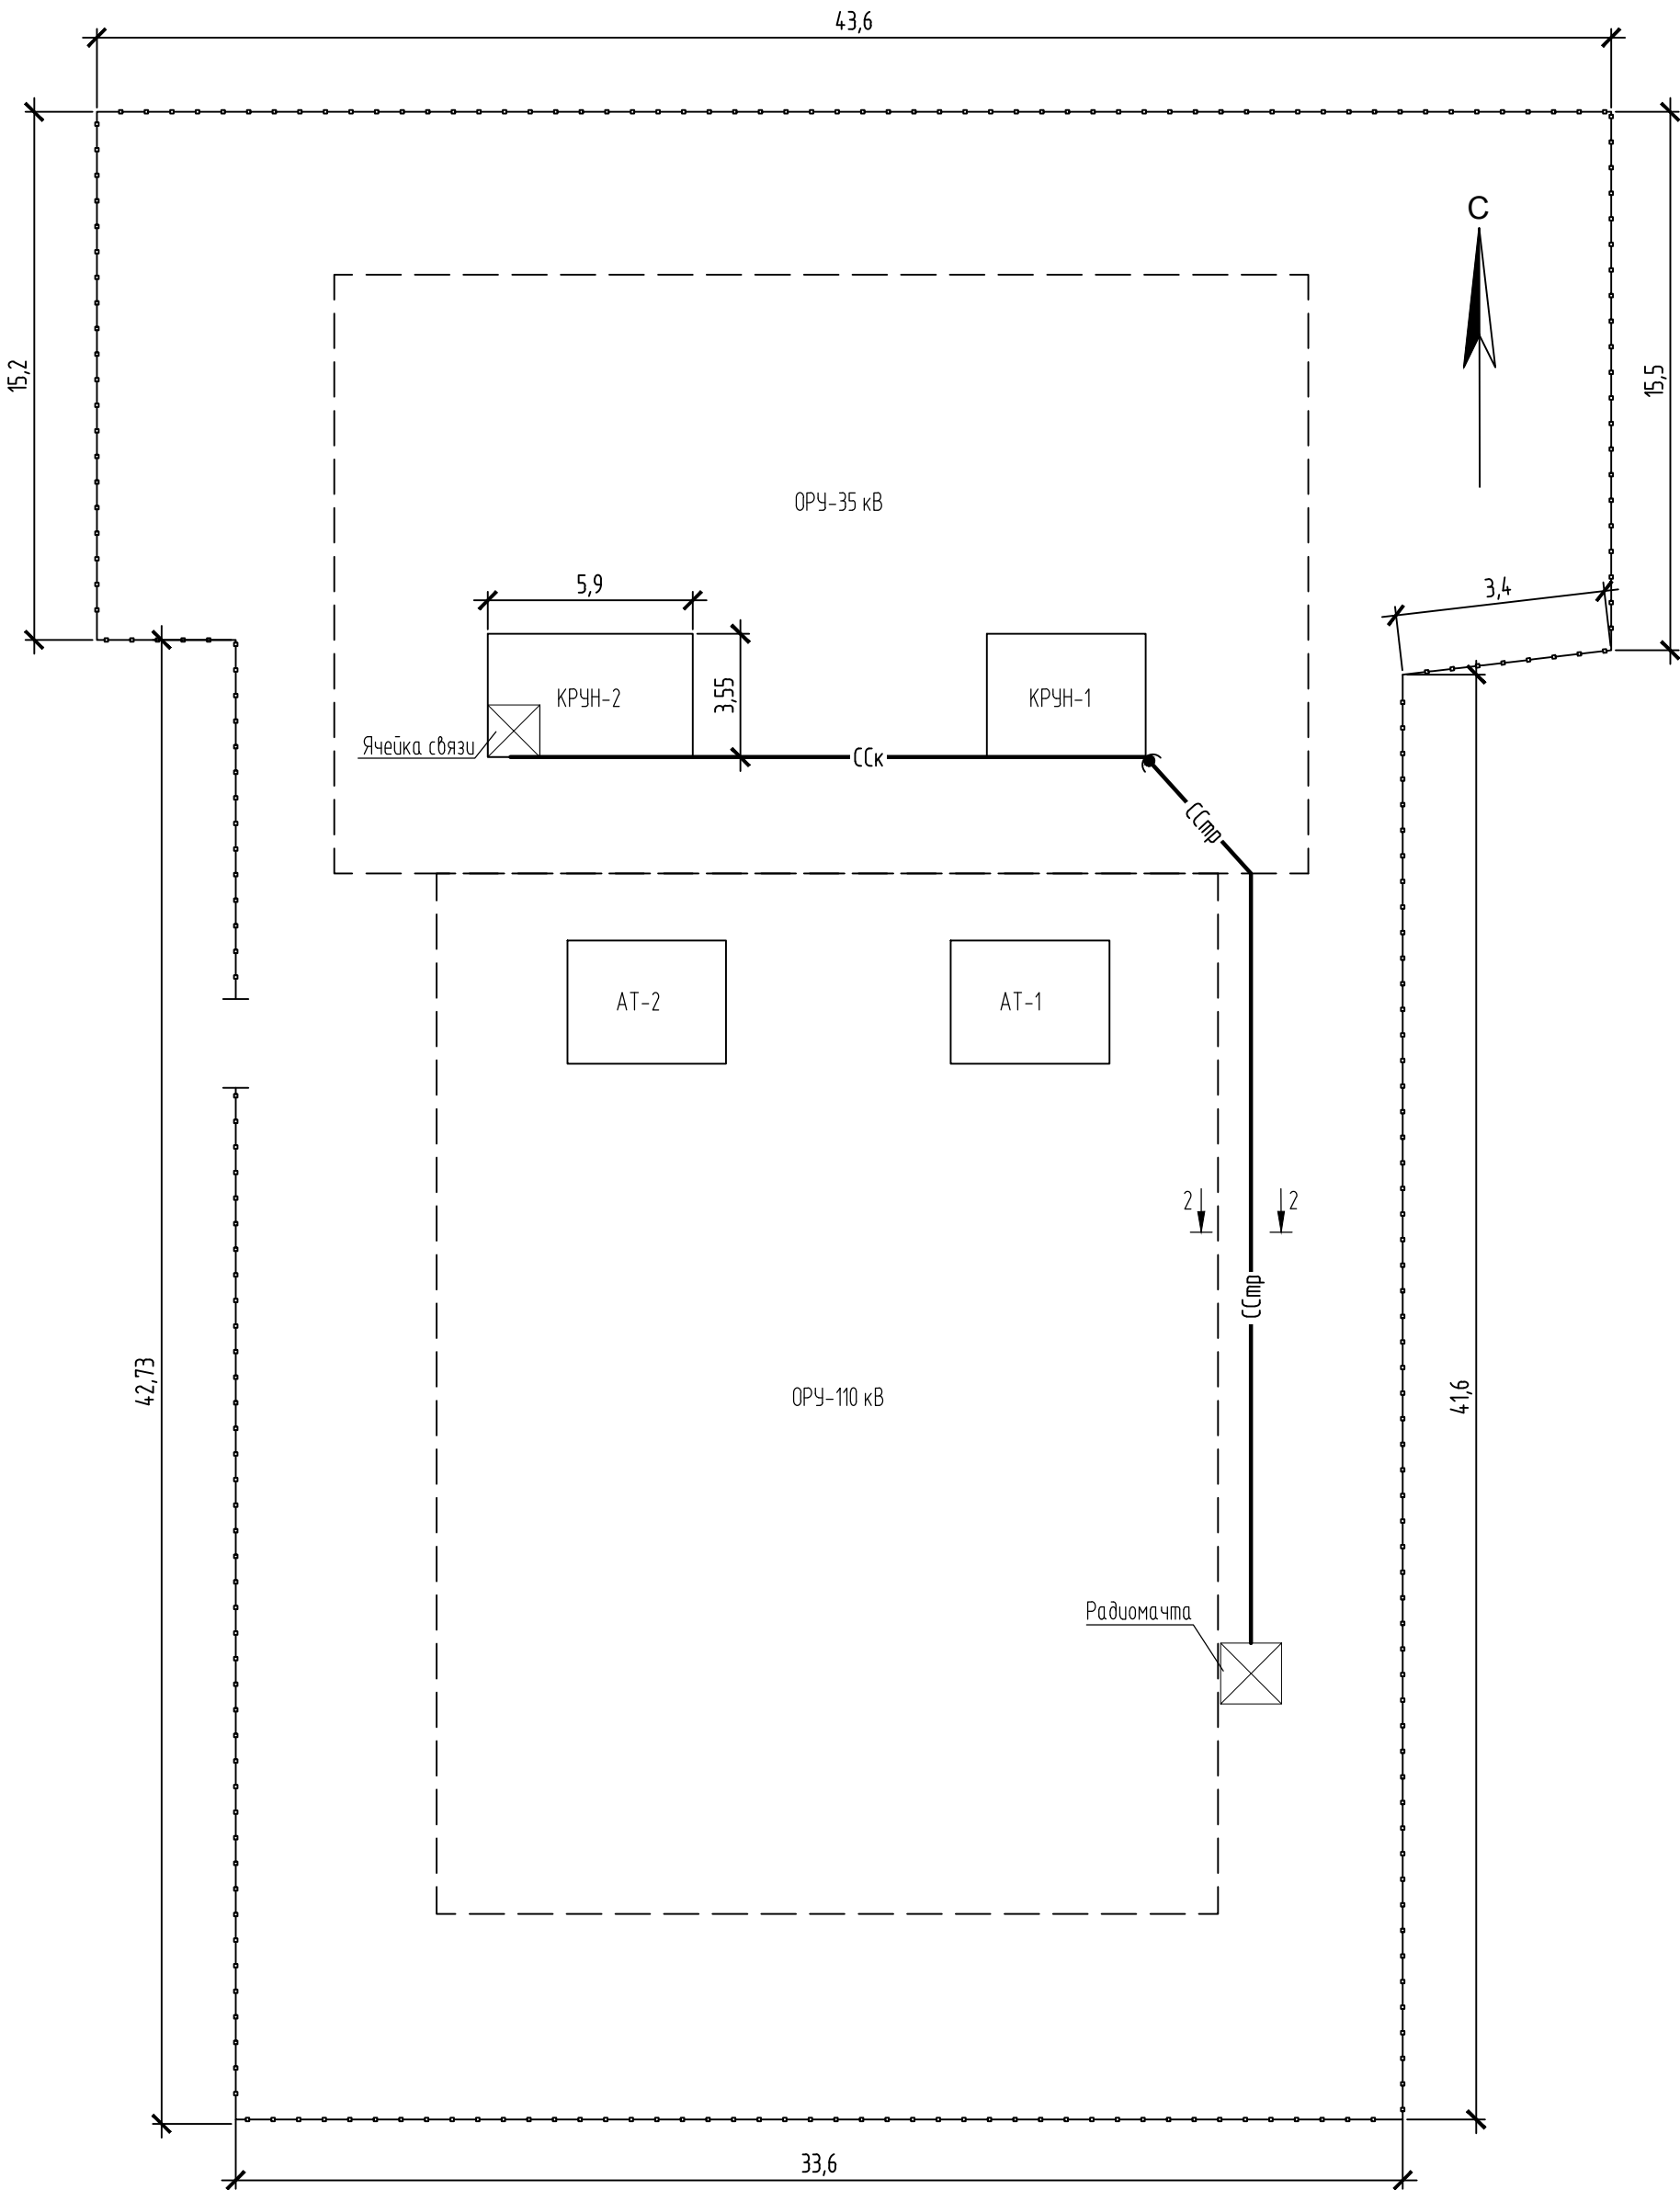 43,6
С
15,2
15,5
ОРУ-35 кВ
5,9
3,4
3,55
КРУН-2
КРУН-1
Ячейка связи
ССк
ССтр
АТ-2
АТ-1
2
2
ССтр
42,73
41,6
ОРУ-110 кВ
Радиомачта
33,6